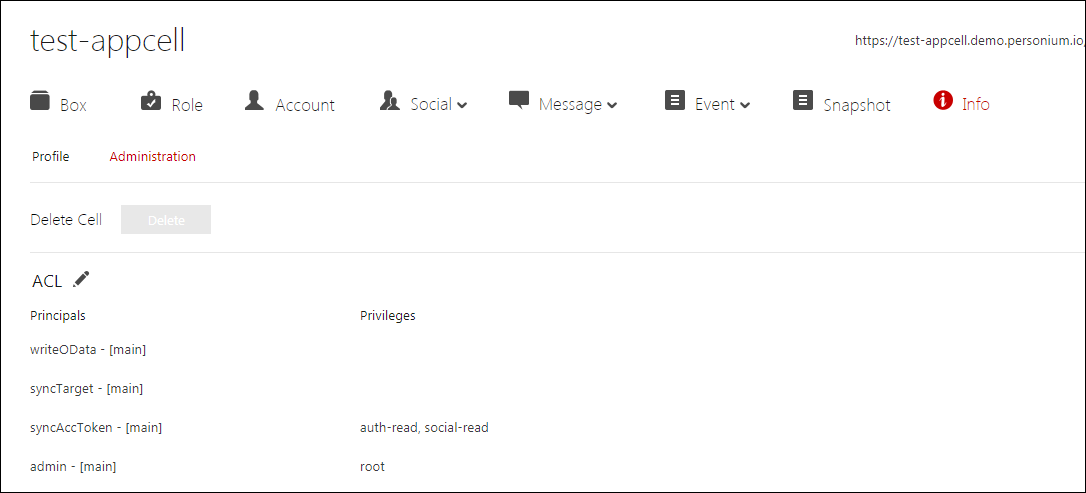 test-appcell
https://test-appcell.demo.personium.io/
Box Role Account Social Message Event Snapshot Info
Profile Administration
Delete Cell Delete
ACL
Principals Privileges
writeOData - [main]
syncTarget - [main]
syncAccToken - [main] auth-read, social-read
admin - [main] root